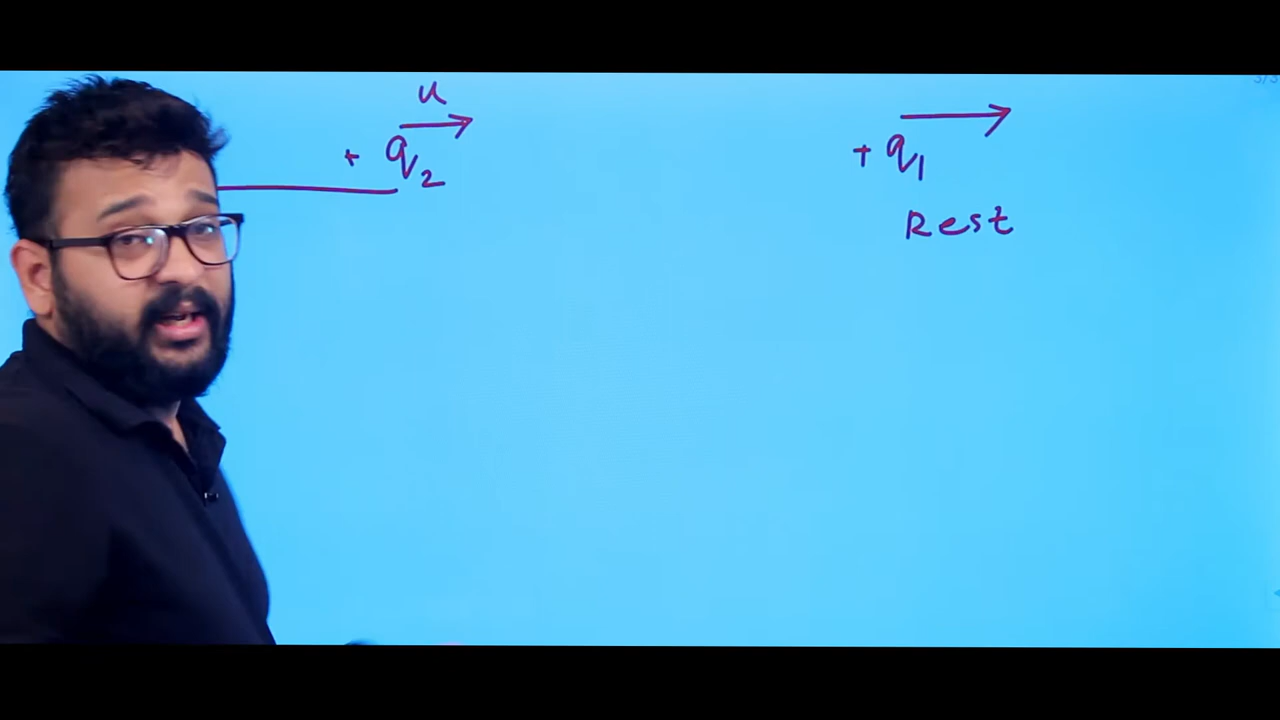 u
+ q2 + q1
Rest